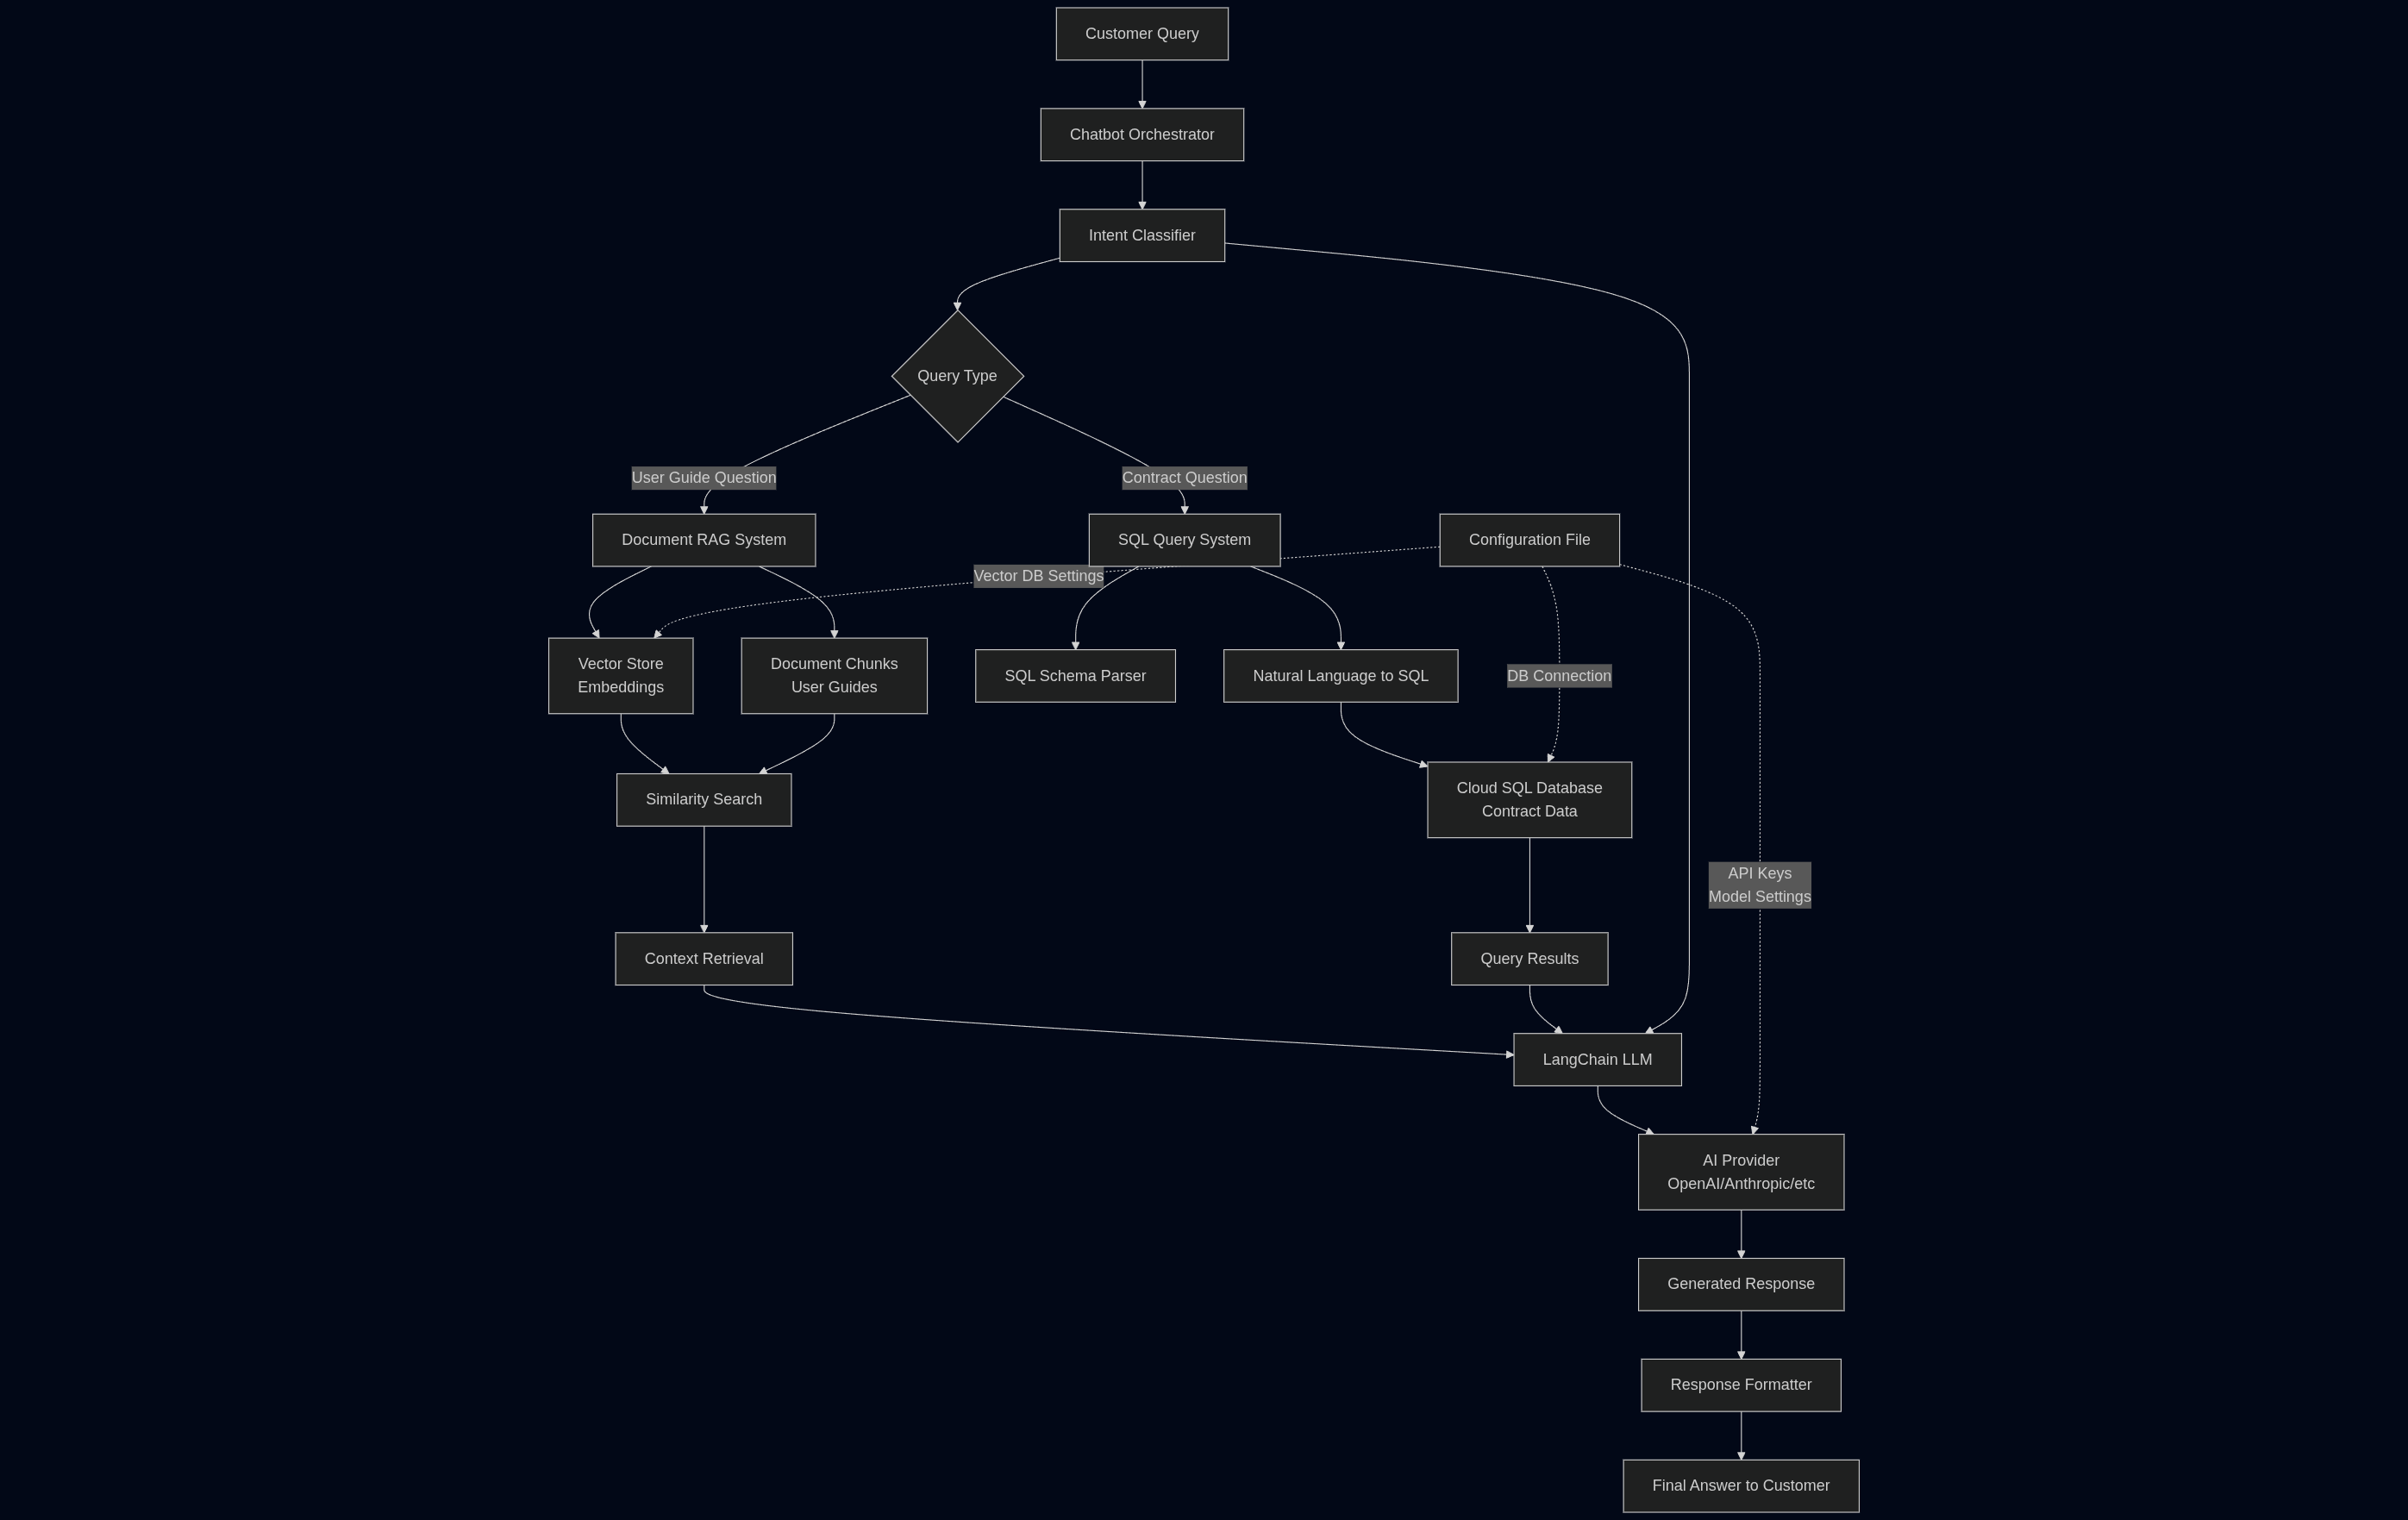 Customer Query
Chatbot Orchestrator
Intent Classifier
Query Type
User Guide Question
Contract Question
Document RAG System
SQL Query System
Configuration File
Vector DB Settings
Vector Store
Embeddings
Document Chunks
User Guides
SQL Schema Parser
Natural Language to SQL
DB Connection
Similarity Search
Cloud SQL Database
Contract Data
API Keys
Model Settings
Context Retrieval
Query Results
LangChain LLM
AI Provider
OpenAI/Anthropic/etc
Generated Response
Response Formatter
Final Answer to Customer